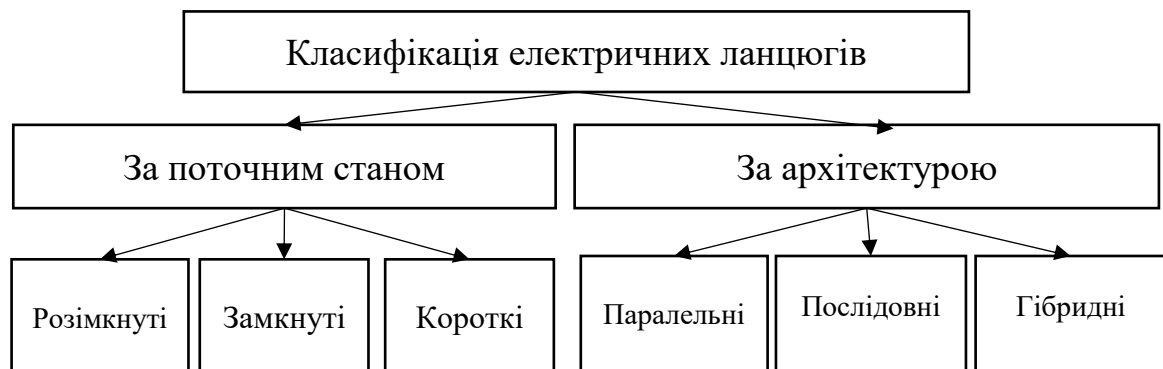 Класифікація електричних ланцюгів
За поточним станом
За архітектурою
Розімкнуті
Замкнуті
Короткі
Паралельні
Послідовні
Гібридні